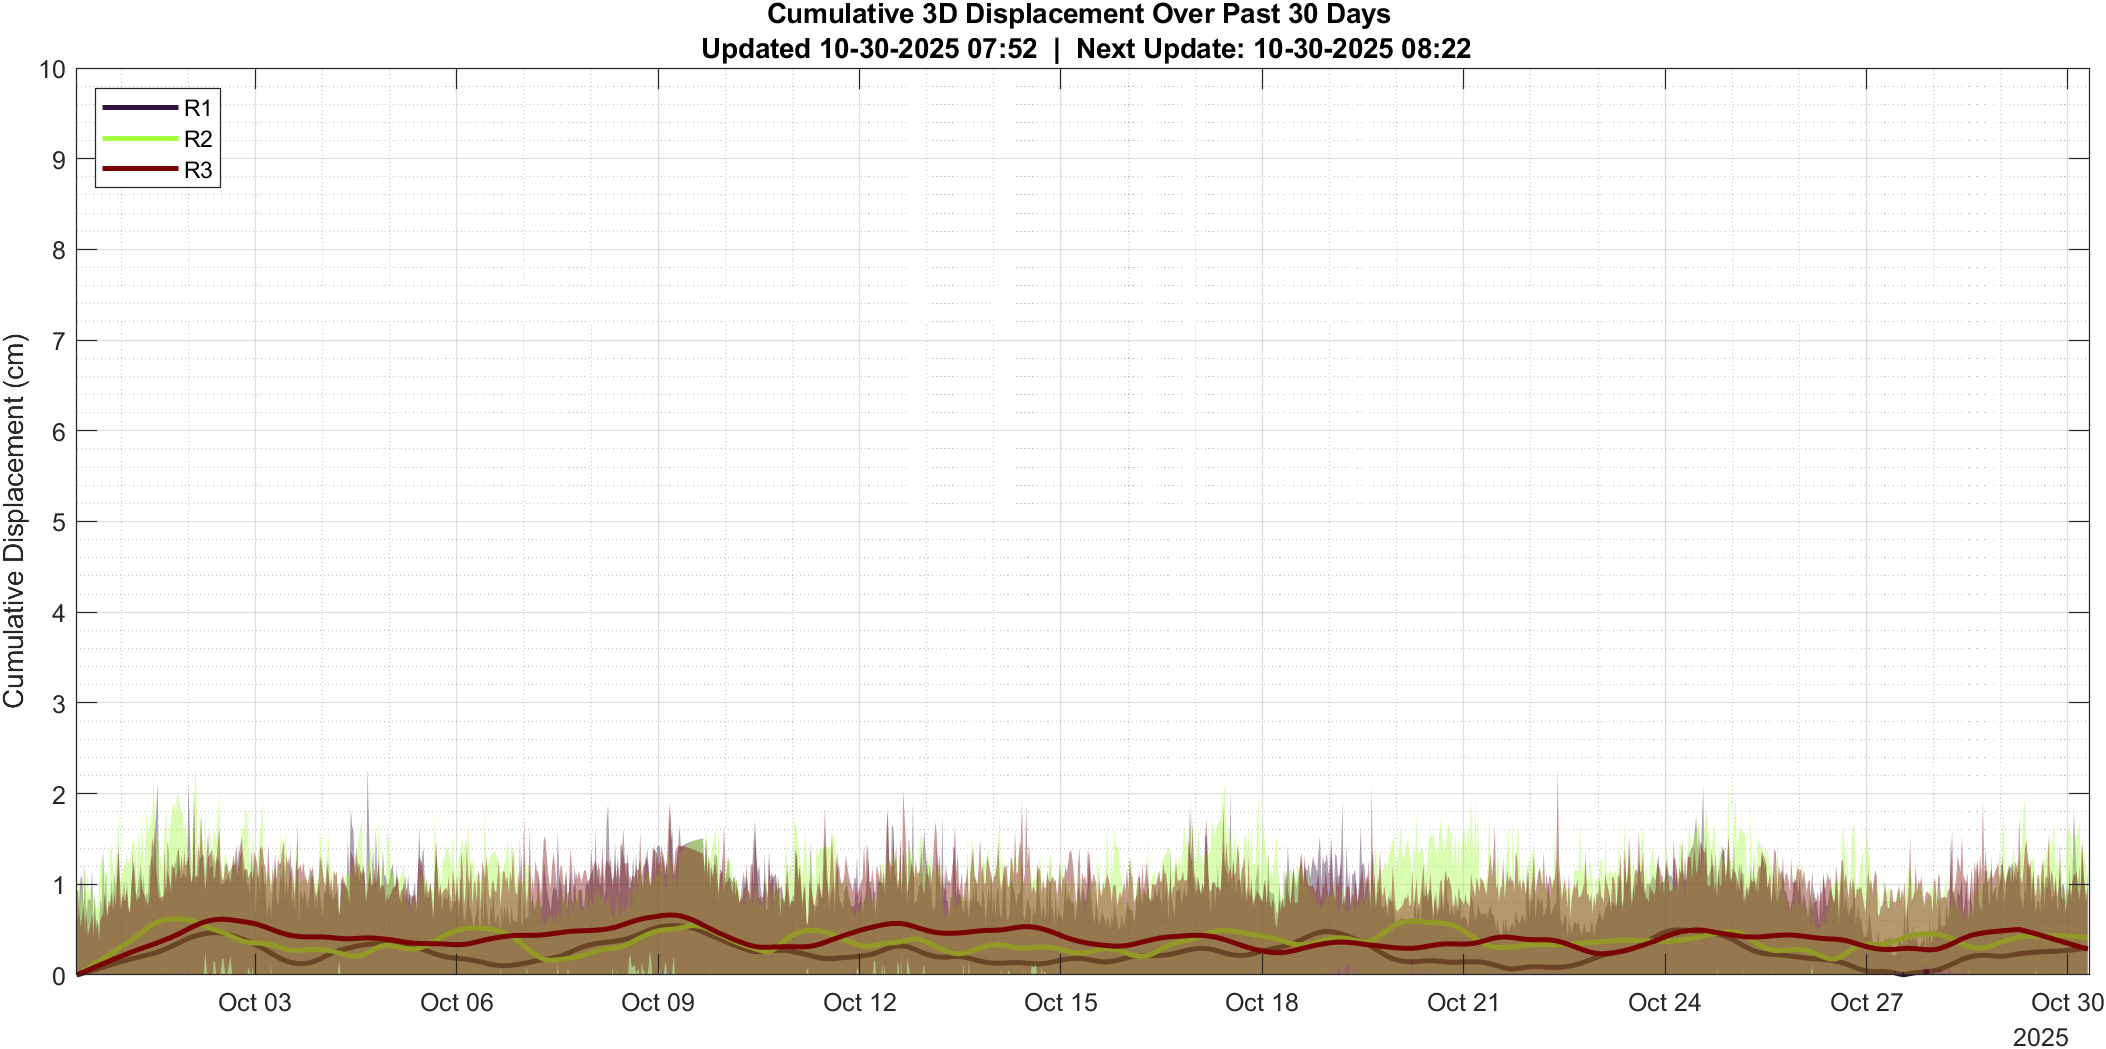 Cumulative 3D Displacement Over Past 30 Days
Updated 10-30-2025 07:52 | Next Update: 10-30-2025 08:22
Cumulative Displacement (cm)
10
9
8
7
6
5
4
3
2
1
0
R1
R2
R3
Oct 03 Oct 06 Oct 09 Oct 12 Oct 15 Oct 18 Oct 21 Oct 24 Oct 27 Oct 30
2025